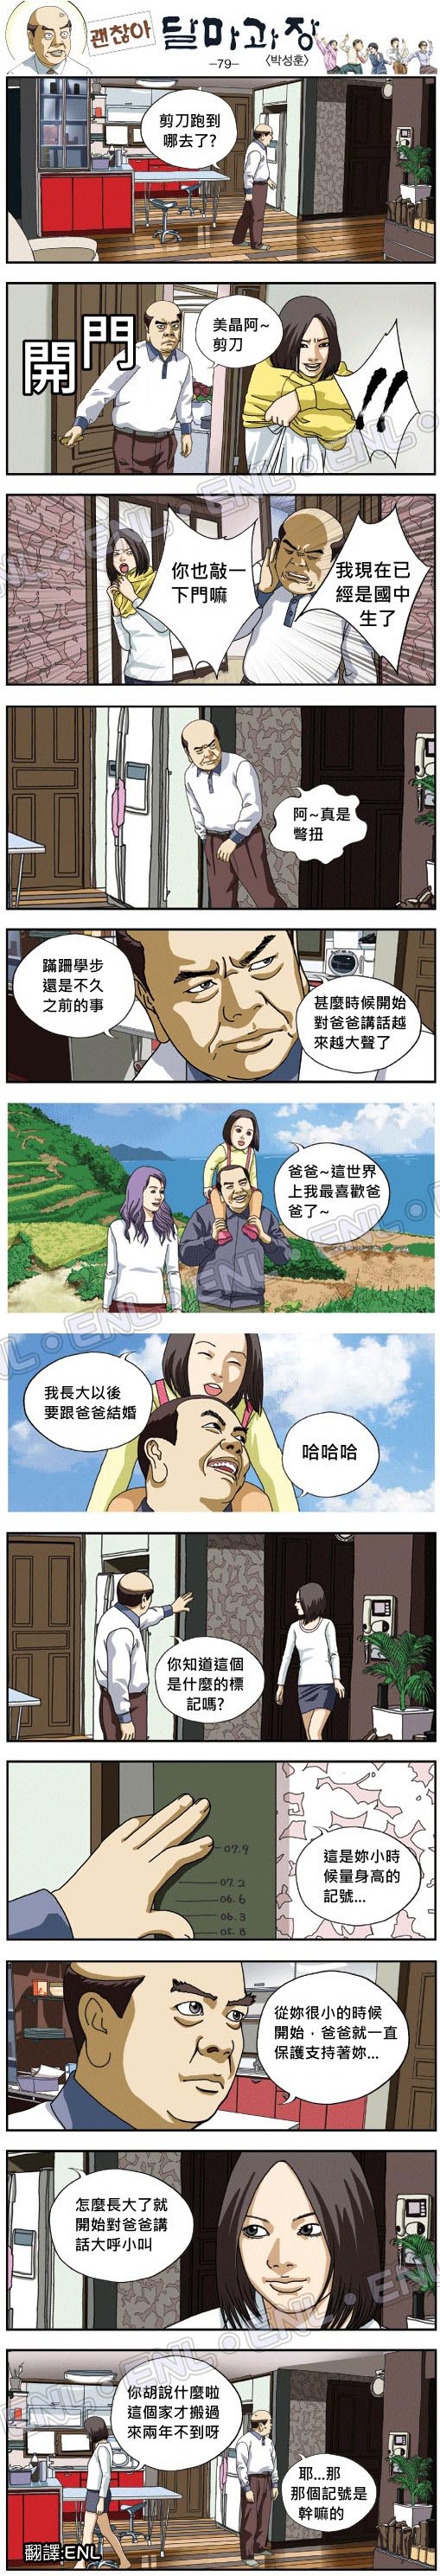 괜찮아 달마과장
-79- <박성훈>
剪刀跑到
哪去了?
開門
美晶阿~
剪刀
!!
你也敲一
下門嘛
我現在已
經是國中
生了
阿~真是
彆扭
蹣跚學步
還是不久
之前的事
甚麼時候開始
對爸爸講話越
來越大聲了
爸爸~這世界
上我最喜歡爸
爸了~
我長大以後
要跟爸爸結婚
哈哈哈
你知道這個
是什麼的標
記嗎?
07.9
07.2
06.6
06.3
05.8
這是妳小時
候量身高的
記號...
從妳很小的時候
開始，爸爸就一直
保護支持著妳...
怎麼長大了就
開始對爸爸講
話大呼小叫
你胡說什麼啦
這個家才搬過
來兩年不到呀
耶...那
那個記號是
幹嘛的
翻譯:ENL
ENL